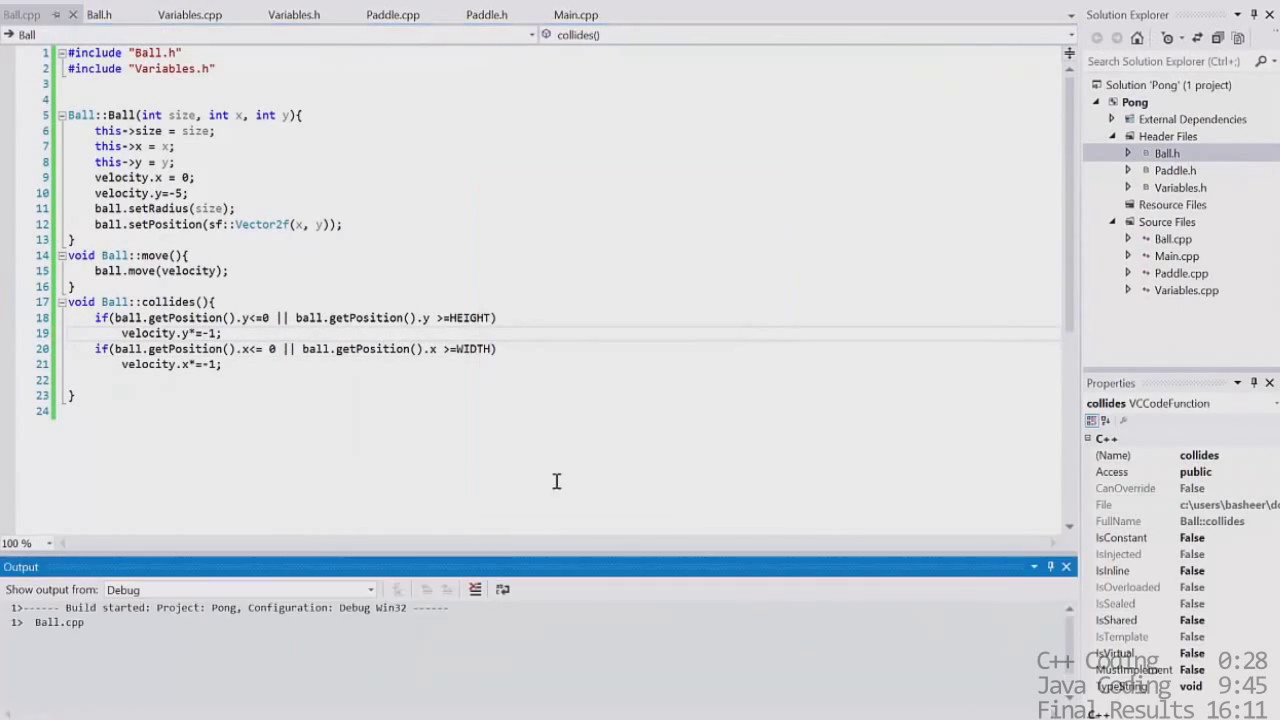 Ball.cpp Ball.h Variables.cpp Variables.h Paddle.cpp Paddle.h Main.cpp
Ball collides()
1 #include "Ball.h"
2 #include "Variables.h"
3
4
5 Ball::Ball(int size, int x, int y){
6 this->size = size;
7 this->x = x;
8 this->y = y;
9 velocity.x = 0;
10 velocity.y=-5;
11 ball.setRadius(size);
12 ball.setPosition(sf::Vector2f(x, y));
13 }
14 void Ball::move(){
15 ball.move(velocity);
16 }
17 void Ball::collides(){
18 if(ball.getPosition().y<=0 || ball.getPosition().y >=HEIGHT)
19 velocity.y*=-1;
20 if(ball.getPosition().x<= 0 || ball.getPosition().x >=WIDTH)
21 velocity.x*=-1;
22
23 }
24
100 %
Output
Show output from: Debug
1>------ Build started: Project: Pong, Configuration: Debug Win32 ------
1> Ball.cpp
Solution Explorer
Search Solution Explorer (Ctrl+;)
Solution 'Pong' (1 project)
Pong
External Dependencies
Header Files
Ball.h
Paddle.h
Variables.h
Resource Files
Source Files
Ball.cpp
Main.cpp
Paddle.cpp
Variables.cpp
Properties
collides VCCodeFunction
C++
(Name) collides
Access public
CanOverride False
File c:\users\basheer\do
FullName Ball::collides
IsConstant False
IsInjected False
IsInline False
IsOverloaded False
IsSealed False
IsShared False
IsTemplate False
IsVirtual False
MustImplement False
TypeString void
C++
C++ Coding 0:28
Java Coding 9:45
Final Results 16:11